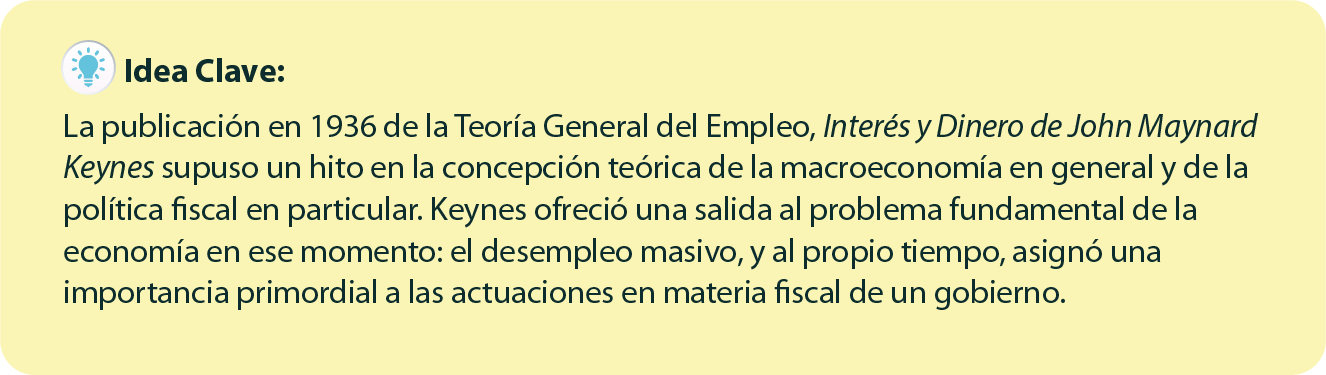 Idea Clave:
La publicación en 1936 de la Teoría General del Empleo, Interés y Dinero de John Maynard
Keynes supuso un hito en la concepción teórica de la macroeconomía en general y de la
política fiscal en particular. Keynes ofreció una salida al problema fundamental de la
economía en ese momento: el desempleo masivo, y al propio tiempo, asignó una
importancia primordial a las actuaciones en materia fiscal de un gobierno.